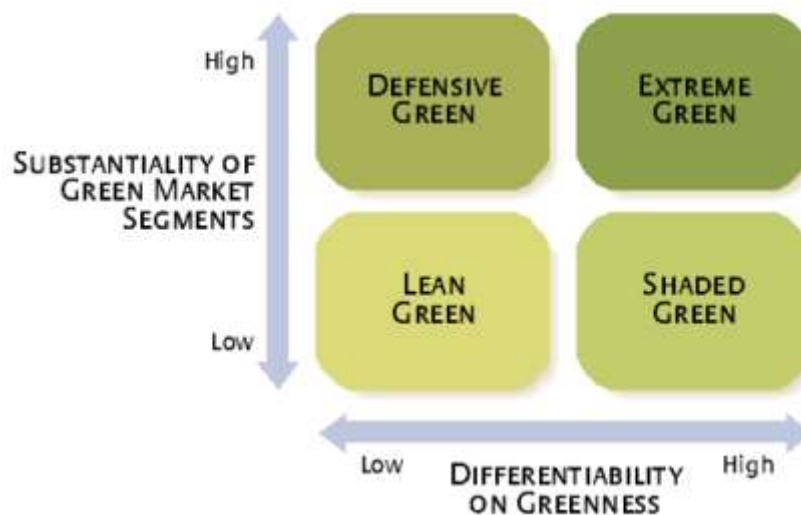 High
DEFENSIVE
GREEN
EXTREME
GREEN
SUBSTANTIALITY OF
GREEN MARKET
SEGMENTS
LEAN
GREEN
SHADED
GREEN
Low
Low
High
DIFFERENTIABILITY
ON GREENNESS